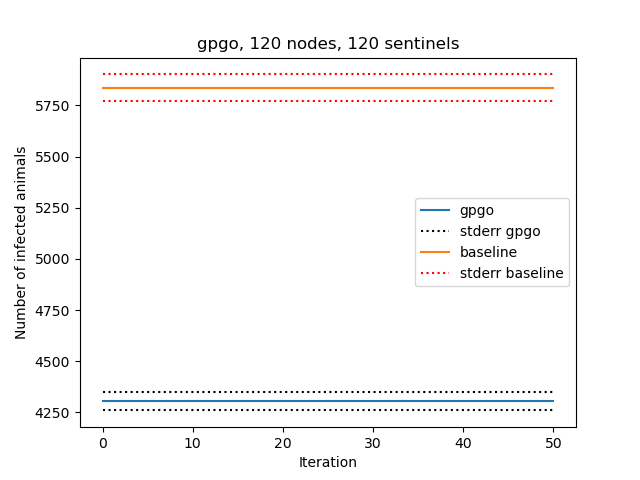 gpgo, 120 nodes, 120 sentinels
Number of infected animals
5750
5500
5250
5000
4750
4500
4250
gpgo
stderr gpgo
baseline
stderr baseline
0 10 20 30 40 50
Iteration